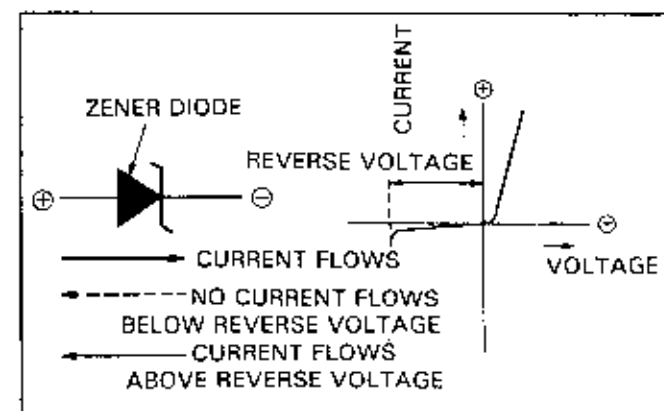 ZENER DIODE
⊕
⊖
CURRENT FLOWS
NO CURRENT FLOWS
BELOW REVERSE VOLTAGE
CURRENT FLOWS
ABOVE REVERSE VOLTAGE
CURRENT
⊕
REVERSE VOLTAGE
⊖
VOLTAGE